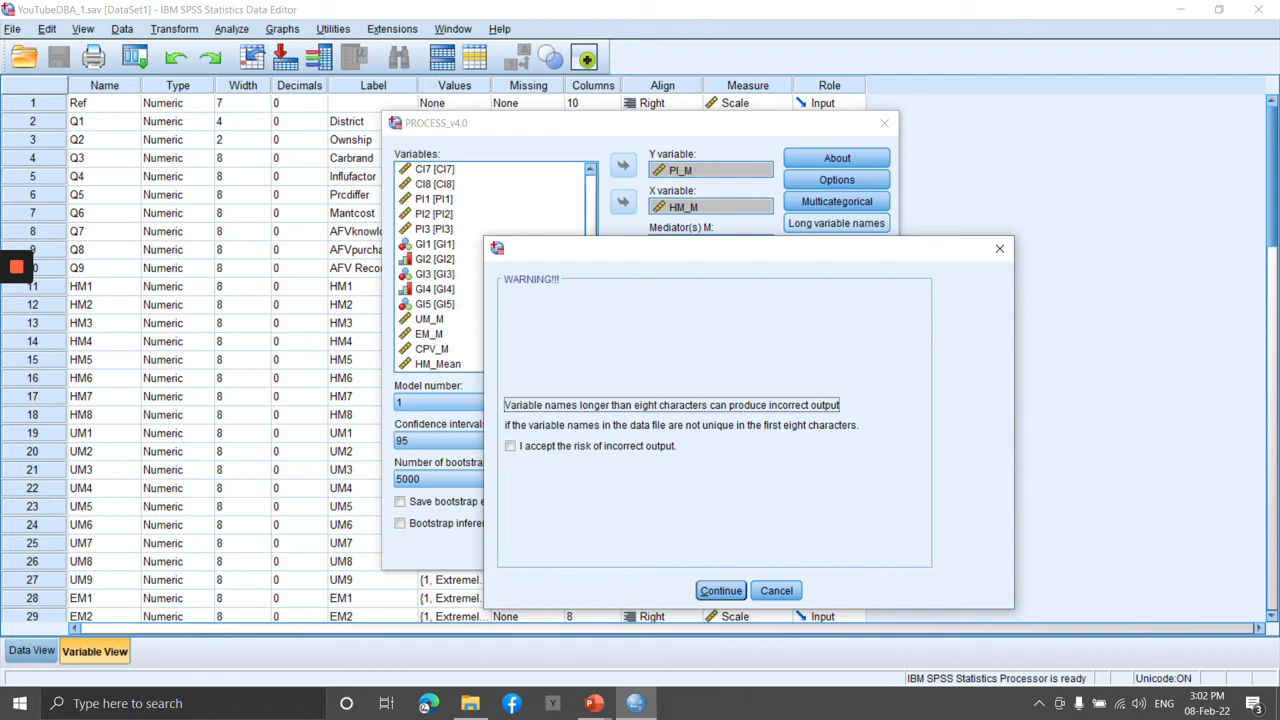 YouTubeDBA_1.sav [DataSet1] - IBM SPSS Statistics Data Editor
File Edit View Data Transform Analyze Graphs Utilities Extensions Window Help
Name Type Width Decimals Label Values Missing Columns Align Measure Role
1 Ref Numeric 7 0 None None 10 Right Scale Input
2 Q1 Numeric 4 0 District
3 Q2 Numeric 2 0 Ownship
4 Q3 Numeric 8 0 Carbrand
5 Q4 Numeric 8 0 Influfactor
6 Q5 Numeric 8 0 Prcdiffer
7 Q6 Numeric 8 0 Mantcost
8 Q7 Numeric 8 0 AFVknowl
9 Q8 Numeric 8 0 AFVpurcha
0 Q9 Numeric 8 0 AFV Recor
11 HM1 Numeric 8 0 HM1
12 HM2 Numeric 8 0 HM2
13 HM3 Numeric 8 0 HM3
14 HM4 Numeric 8 0 HM4
15 HM5 Numeric 8 0 HM5
16 HM6 Numeric 8 0 HM6
17 HM7 Numeric 8 0 HM7
18 HM8 Numeric 8 0 HM8
19 UM1 Numeric 8 0 UM1
20 UM2 Numeric 8 0 UM2
21 UM3 Numeric 8 0 UM3
22 UM4 Numeric 8 0 UM4
23 UM5 Numeric 8 0 UM5
24 UM6 Numeric 8 0 UM6
25 UM7 Numeric 8 0 UM7
26 UM8 Numeric 8 0 UM8
27 UM9 Numeric 8 0 UM9 {1, Extremel...
28 EM1 Numeric 8 0 EM1 {1, Extremel...
29 EM2 Numeric 8 0 EM2 {1, Extremel... None 8 Right Scale Input
PROCESS_v4.0
Variables:
CI7 [CI7]
CI8 [CI8]
PI1 [PI1]
PI2 [PI2]
PI3 [PI3]
GI1 [GI1]
GI2 [GI2]
GI3 [GI3]
GI4 [GI4]
GI5 [GI5]
UM_M
EM_M
CPV_M
HM_Mean
Model number:
1
Confidence interval
95
Number of bootstra
5000
Save bootstrap e
Bootstrap infere
Y variable:
PI_M
X variable:
HM_M
Mediator(s) M:
About
Options
Multicategorical
Long variable names
WARNING!!!
Variable names longer than eight characters can produce incorrect output
if the variable names in the data file are not unique in the first eight characters.
I accept the risk of incorrect output.
Continue Cancel
Data View Variable View
IBM SPSS Statistics Processor is ready Unicode:ON
Type here to search
Y
ENG
3:02 PM
08-Feb-22
3